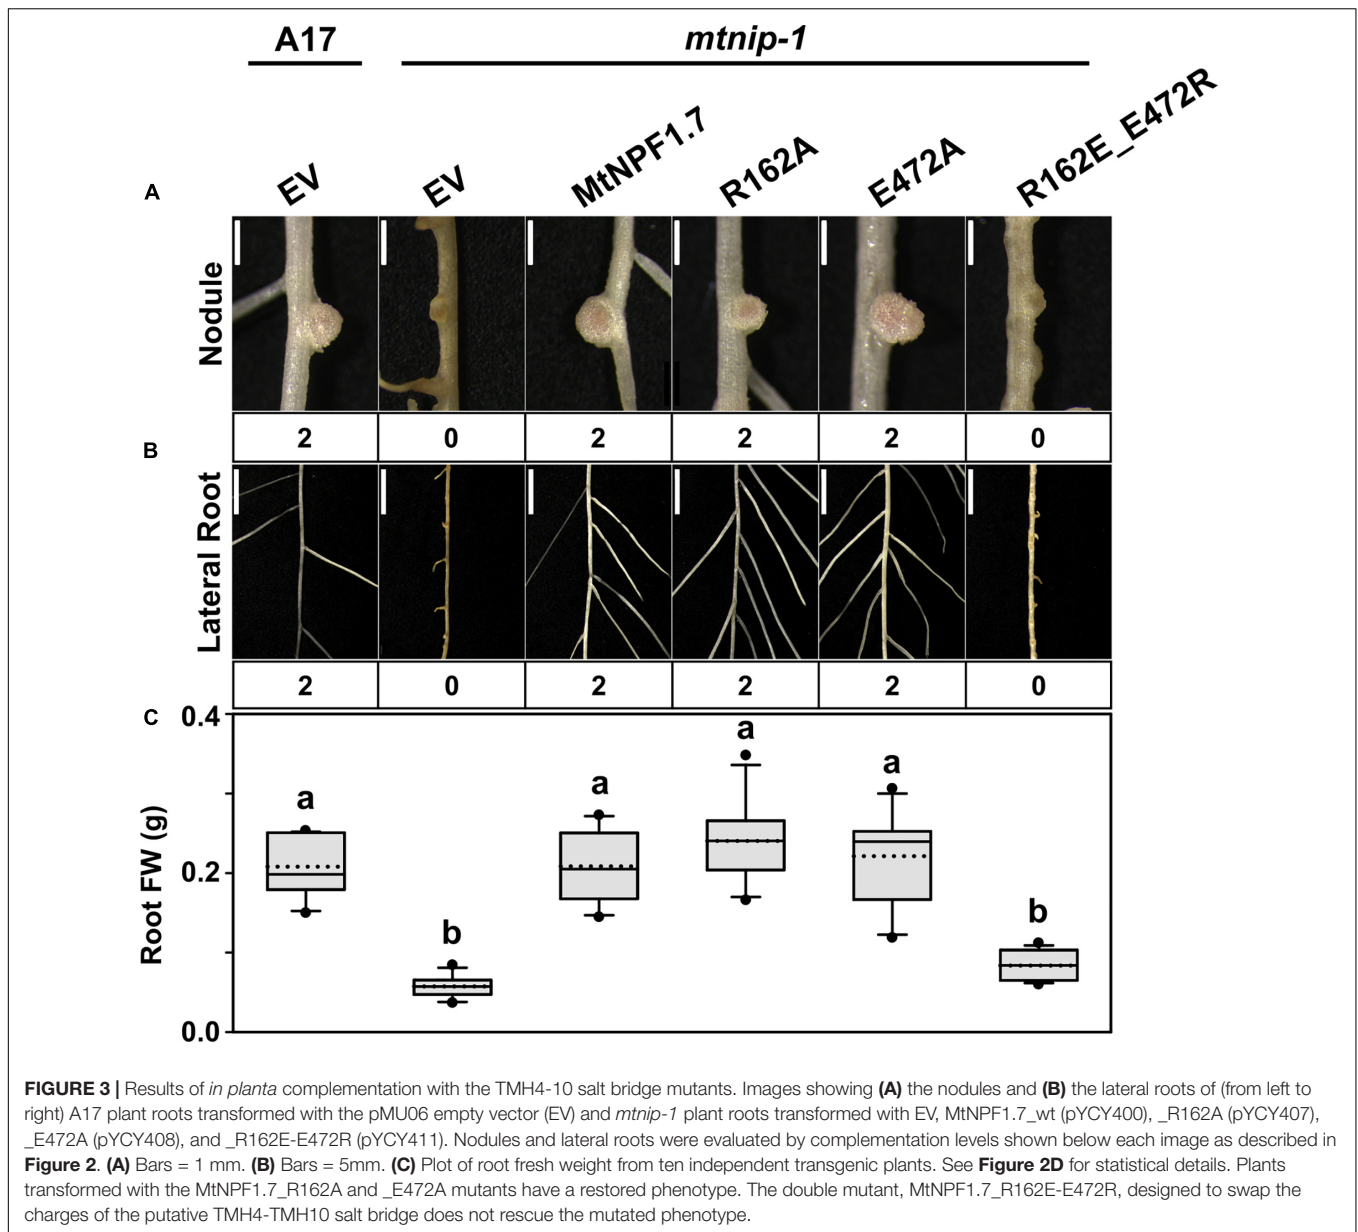 A17
mtnip-1
EV
EV
MtNPF1.7
R162A
E472A
R162E_E472R
A
Nodule
2 0 2 2 2 0
B
Lateral Root
2 0 2 2 2 0
C
0.4
0.2
0.0
Root FW (g)
a
b
a
a
a
b
FIGURE 3 | Results of in planta complementation with the TMH4-10 salt bridge mutants. Images showing (A) the nodules and (B) the lateral roots of (from left to
right) A17 plant roots transformed with the pMU06 empty vector (EV) and mtnip-1 plant roots transformed with EV, MtNPF1.7_wt (pYCY400), _R162A (pYCY407),
_E472A (pYCY408), and _R162E-E472R (pYCY411). Nodules and lateral roots were evaluated by complementation levels shown below each image as described in
Figure 2. (A) Bars = 1 mm. (B) Bars = 5mm. (C) Plot of root fresh weight from ten independent transgenic plants. See Figure 2D for statistical details. Plants
transformed with the MtNPF1.7_R162A and _E472A mutants have a restored phenotype. The double mutant, MtNPF1.7_R162E-E472R, designed to swap the
charges of the putative TMH4-TMH10 salt bridge does not rescue the mutated phenotype.